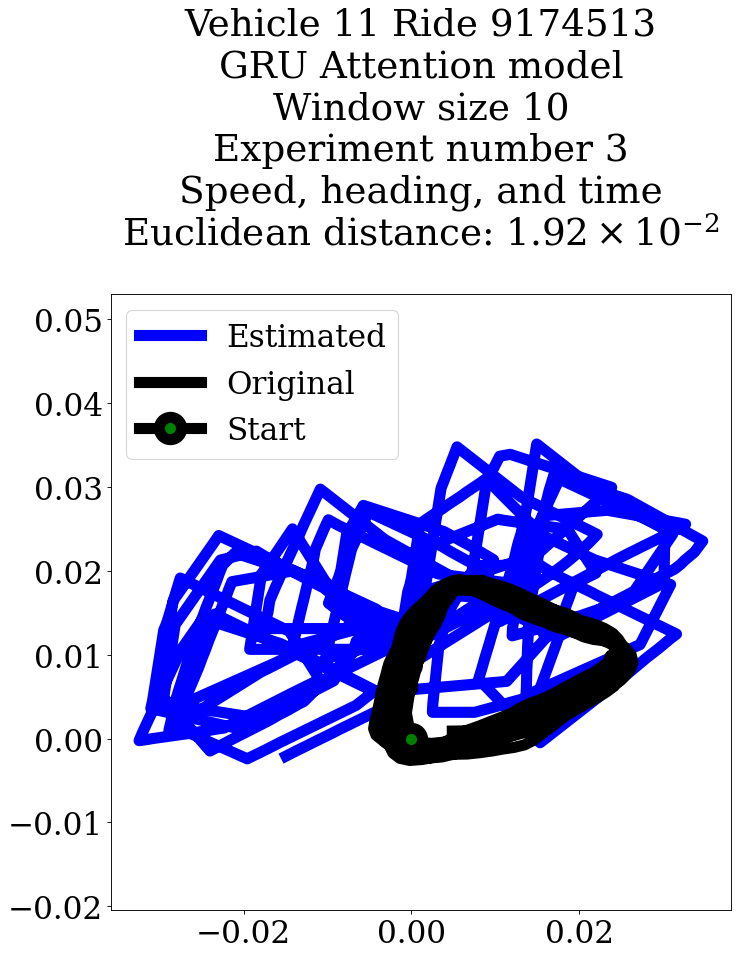 Vehicle 11 Ride 9174513
GRU Attention model
Window size 10
Experiment number 3
Speed, heading, and time
Euclidean distance: 1.92 × 10⁻²
0.05
0.04
0.03
0.02
0.01
0.00
−0.01
−0.02
Estimated
Original
Start
−0.02 0.00 0.02